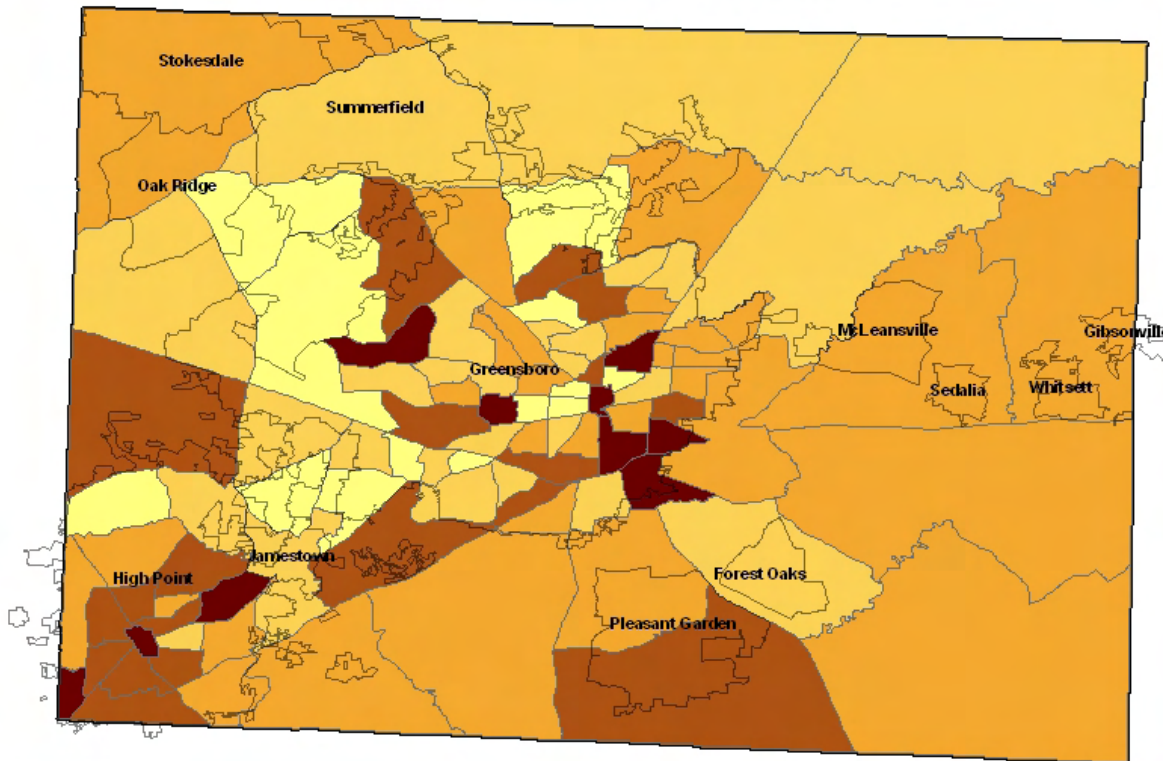 Stokesdale
Summerfield
Oak Ridge
McLeansville
Gibsonville
Greensboro
Sedalia
Whitsett
Jamestown
High Point
Forest Oaks
Pleasant Garden